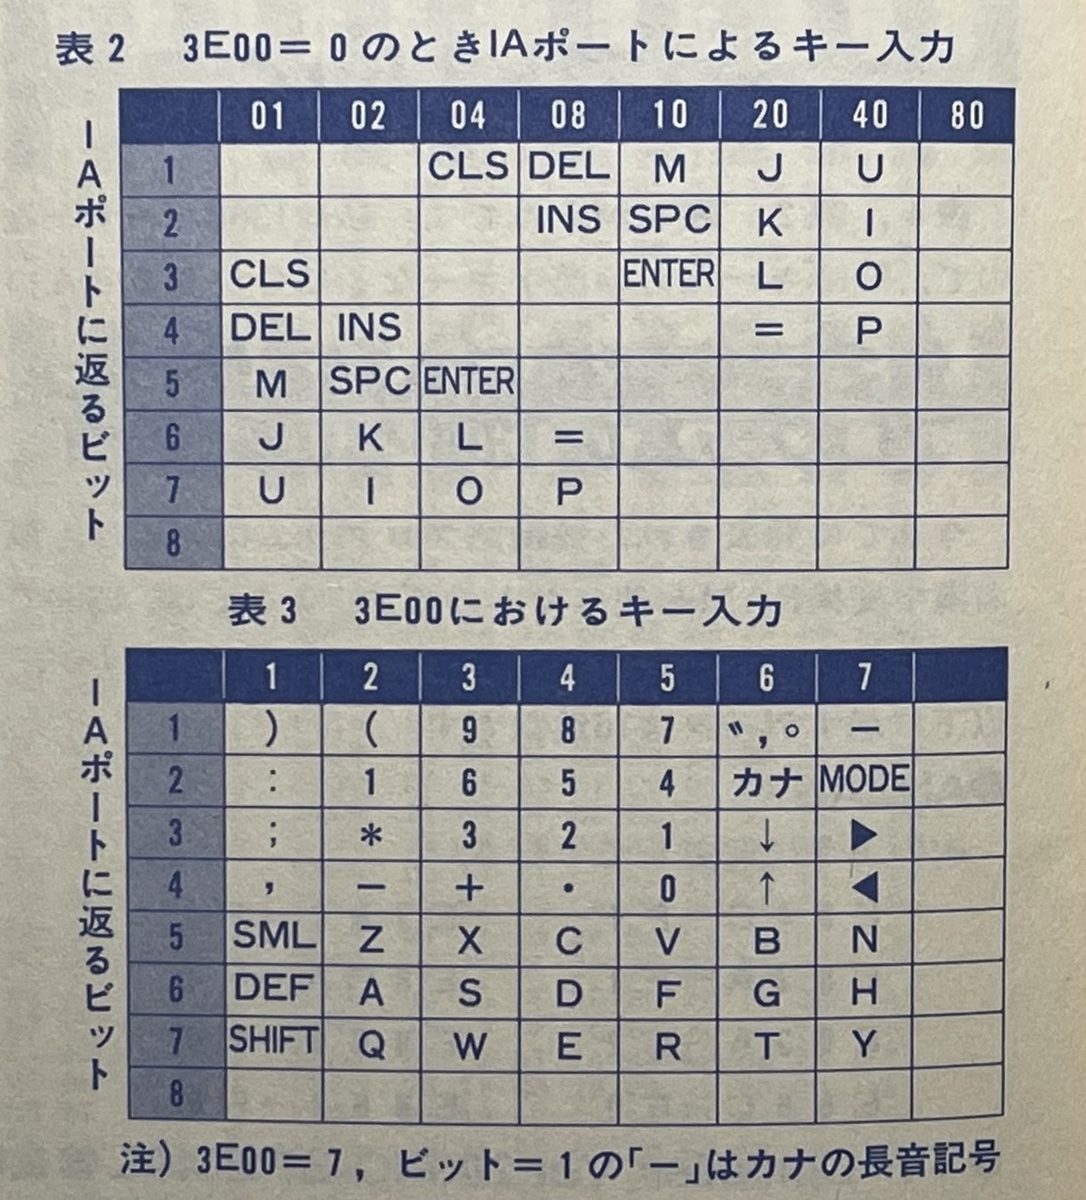 表2　3E00＝0のときIAポートによるキー入力
IAポートに返るビット
01 02 04 08 10 20 40 80
1 CLS DEL M J U
2 INS SPC K I
3 CLS ENTER L O
4 DEL INS = P
5 M SPC ENTER
6 J K L =
7 U I O P
8
表3　3E00におけるキー入力
IAポートに返るビット
1 2 3 4 5 6 7
1 ) ( 9 8 7 〝,° ー
2 : 1 6 5 4 カナ MODE
3 ; * 3 2 1 ↓ ▶
4 , − + ・ 0 ↑ ◀
5 SML Z X C V B N
6 DEF A S D F G H
7 SHIFT Q W E R T Y
8
注）3E00＝7，ビット＝1の「ー」はカナの長音記号